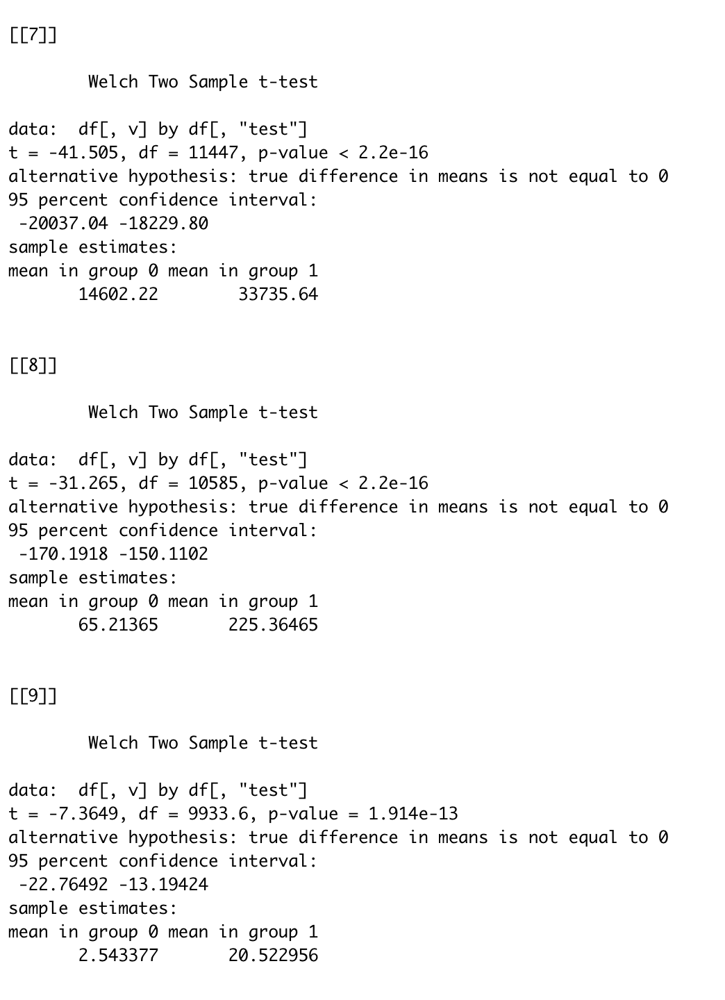 [[7]]
Welch Two Sample t-test
data:  df[, v] by df[, "test"]
t = -41.505, df = 11447, p-value < 2.2e-16
alternative hypothesis: true difference in means is not equal to 0
95 percent confidence interval:
-20037.04 -18229.80
sample estimates:
mean in group 0 mean in group 1
14602.22        33735.64
[[8]]
Welch Two Sample t-test
data:  df[, v] by df[, "test"]
t = -31.265, df = 10585, p-value < 2.2e-16
alternative hypothesis: true difference in means is not equal to 0
95 percent confidence interval:
-170.1918 -150.1102
sample estimates:
mean in group 0 mean in group 1
65.21365       225.36465
[[9]]
Welch Two Sample t-test
data:  df[, v] by df[, "test"]
t = -7.3649, df = 9933.6, p-value = 1.914e-13
alternative hypothesis: true difference in means is not equal to 0
95 percent confidence interval:
-22.76492 -13.19424
sample estimates:
mean in group 0 mean in group 1
2.543377       20.522956